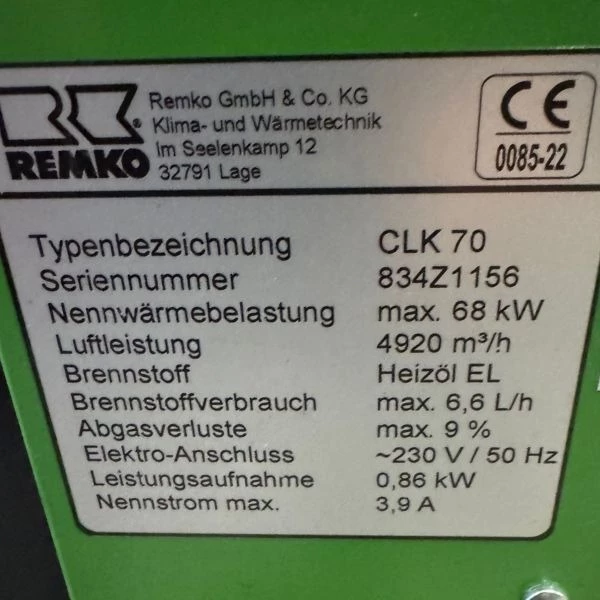 Remko GmbH & Co. KG
Klima- und Wärmetechnik
Im Seelenkamp 12
32791 Lage
REMKO®
CE
0085-22
Typenbezeichnung CLK 70
Seriennummer 834Z1156
Nennwärmebelastung max. 68 kW
Luftleistung 4920 m³/h
Brennstoff Heizöl EL
Brennstoffverbrauch max. 6,6 L/h
Abgasverluste max. 9 %
Elektro-Anschluss ~230 V / 50 Hz
Leistungsaufnahme 0,86 kW
Nennstrom max. 3,9 A